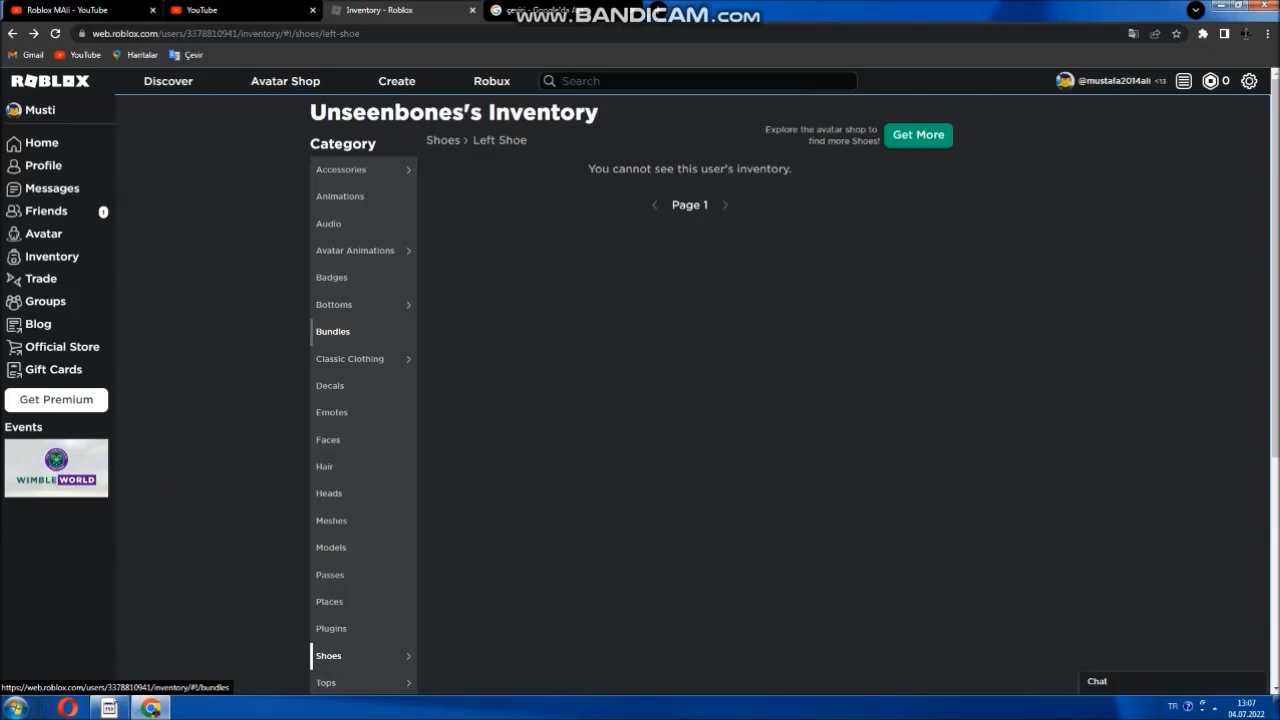 Roblox MAli - YouTube
YouTube
Inventory - Roblox
www.BANDICAM.com
web.roblox.com/users/3378810941/inventory/#!/shoes/left-shoe
Gmail
YouTube
Haritalar
Çevir
ROBLOX
Discover
Avatar Shop
Create
Robux
Search
@mustafa2014ali <13
0
Musti
Home
Profile
Messages
Friends
1
Avatar
Inventory
Trade
Groups
Blog
Official Store
Gift Cards
Get Premium
Events
WIMBLEWORLD
Unseenbones's Inventory
Category
Accessories
Animations
Audio
Avatar Animations
Badges
Bottoms
Bundles
Classic Clothing
Decals
Emotes
Faces
Hair
Heads
Meshes
Models
Passes
Places
Plugins
Shoes
Tops
Shoes > Left Shoe
Explore the avatar shop to
find more Shoes!
Get More
You cannot see this user's inventory.
Page 1
Chat
https://web.roblox.com/users/3378810941/inventory/#!/bundles
TR
13:07
04.07.2022